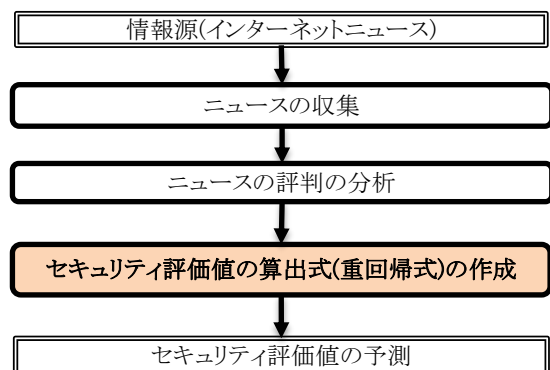 情報源(インターネットニュース)
ニュースの収集
ニュースの評判の分析
セキュリティ評価値の算出式(重回帰式)の作成
セキュリティ評価値の予測